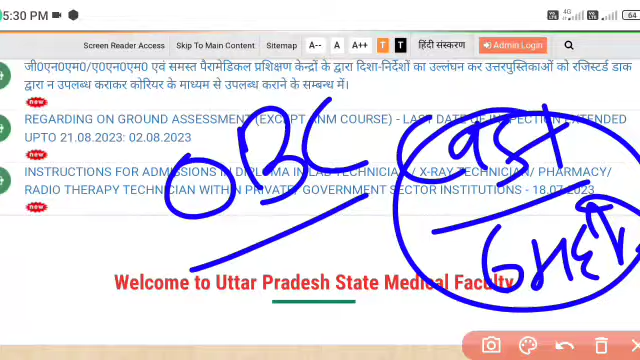 5:30 PM
64
Screen Reader Access Skip To Main Content Sitemap A-- A A++ T T हिंदी संस्करण Admin Login
जी0एन0एम0/ए0एन0एम0 एवं समस्त पैरामेडिकल प्रशिक्षण केन्द्रों के द्वारा दिशा-निर्देशों का उल्लंघन कर उत्तरपुस्तिकाओं को रजिस्टर्ड डाक
द्वारा न उपलब्ध कराकर कोरियर के माध्यम से उपलब्ध कराने के सम्बन्ध में।
new
REGARDING ON GROUND ASSESSMENT (EXCEPT ANM COURSE) - LAST DATE OF INSPECTION EXTENDED
UPTO 21.08.2023: 02.08.2023
new
INSTRUCTIONS FOR ADMISSIONS IN DIPLOMA IN LAB TECHNICIAN / X-RAY TECHNICIAN/ PHARMACY/
RADIO THERAPY TECHNICIAN WITHIN PRIVATE/ GOVERNMENT SECTOR INSTITUTIONS - 18.07.2023
new
OBC
Welcome to Uttar Pradesh State Medical Faculty